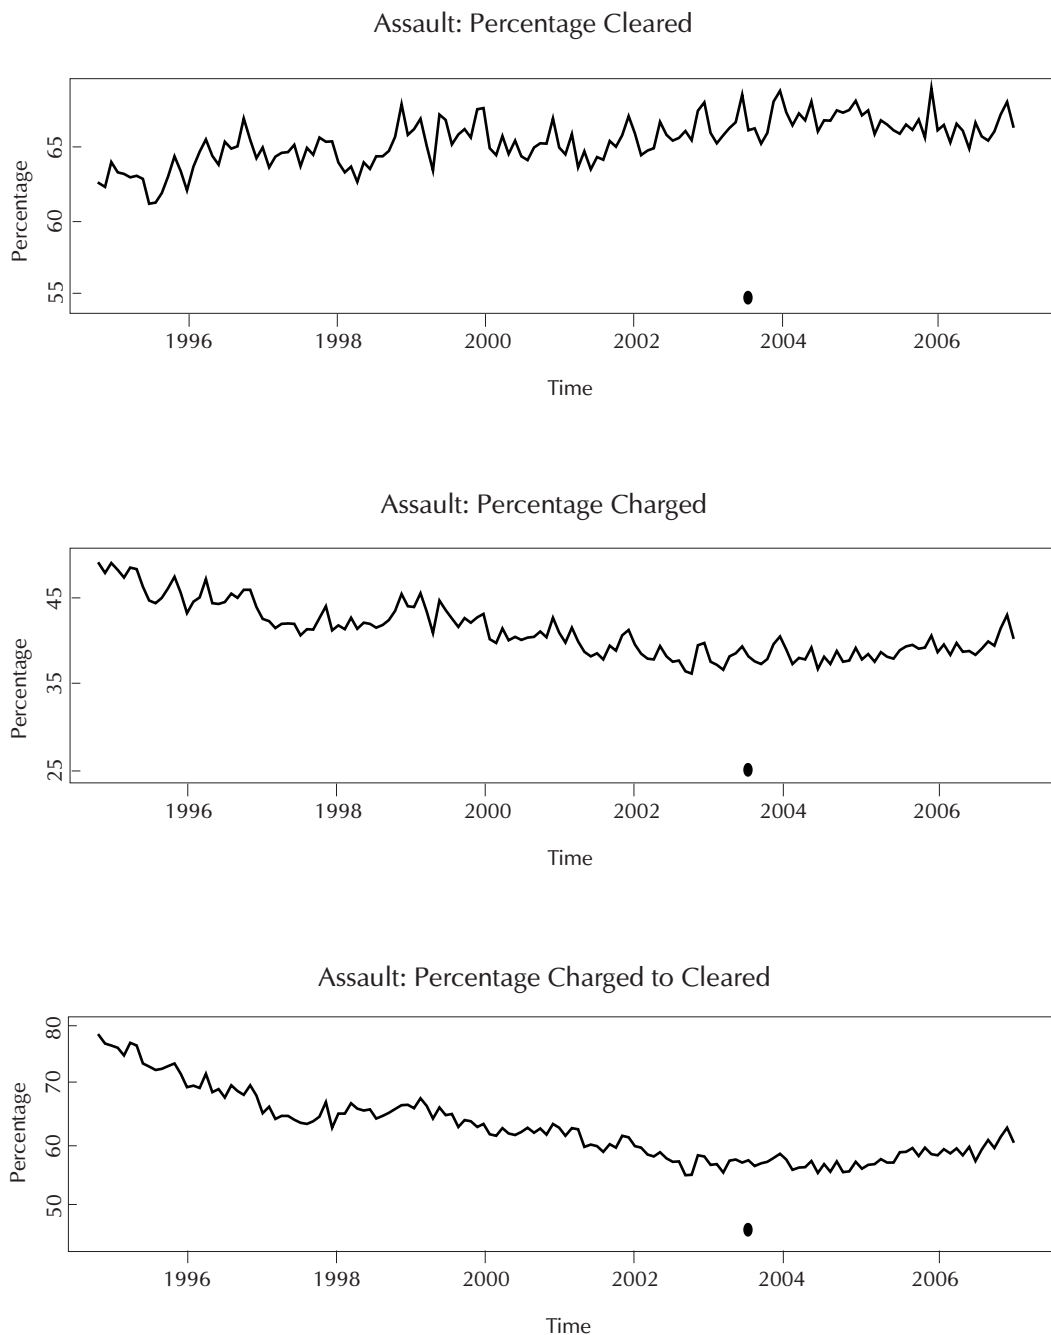 Assault: Percentage Cleared
Percentage
65
60
55
1996 1998 2000 2002 2004 2006
Time
Assault: Percentage Charged
Percentage
45
35
25
1996 1998 2000 2002 2004 2006
Time
Assault: Percentage Charged to Cleared
Percentage
80
70
60
50
1996 1998 2000 2002 2004 2006
Time